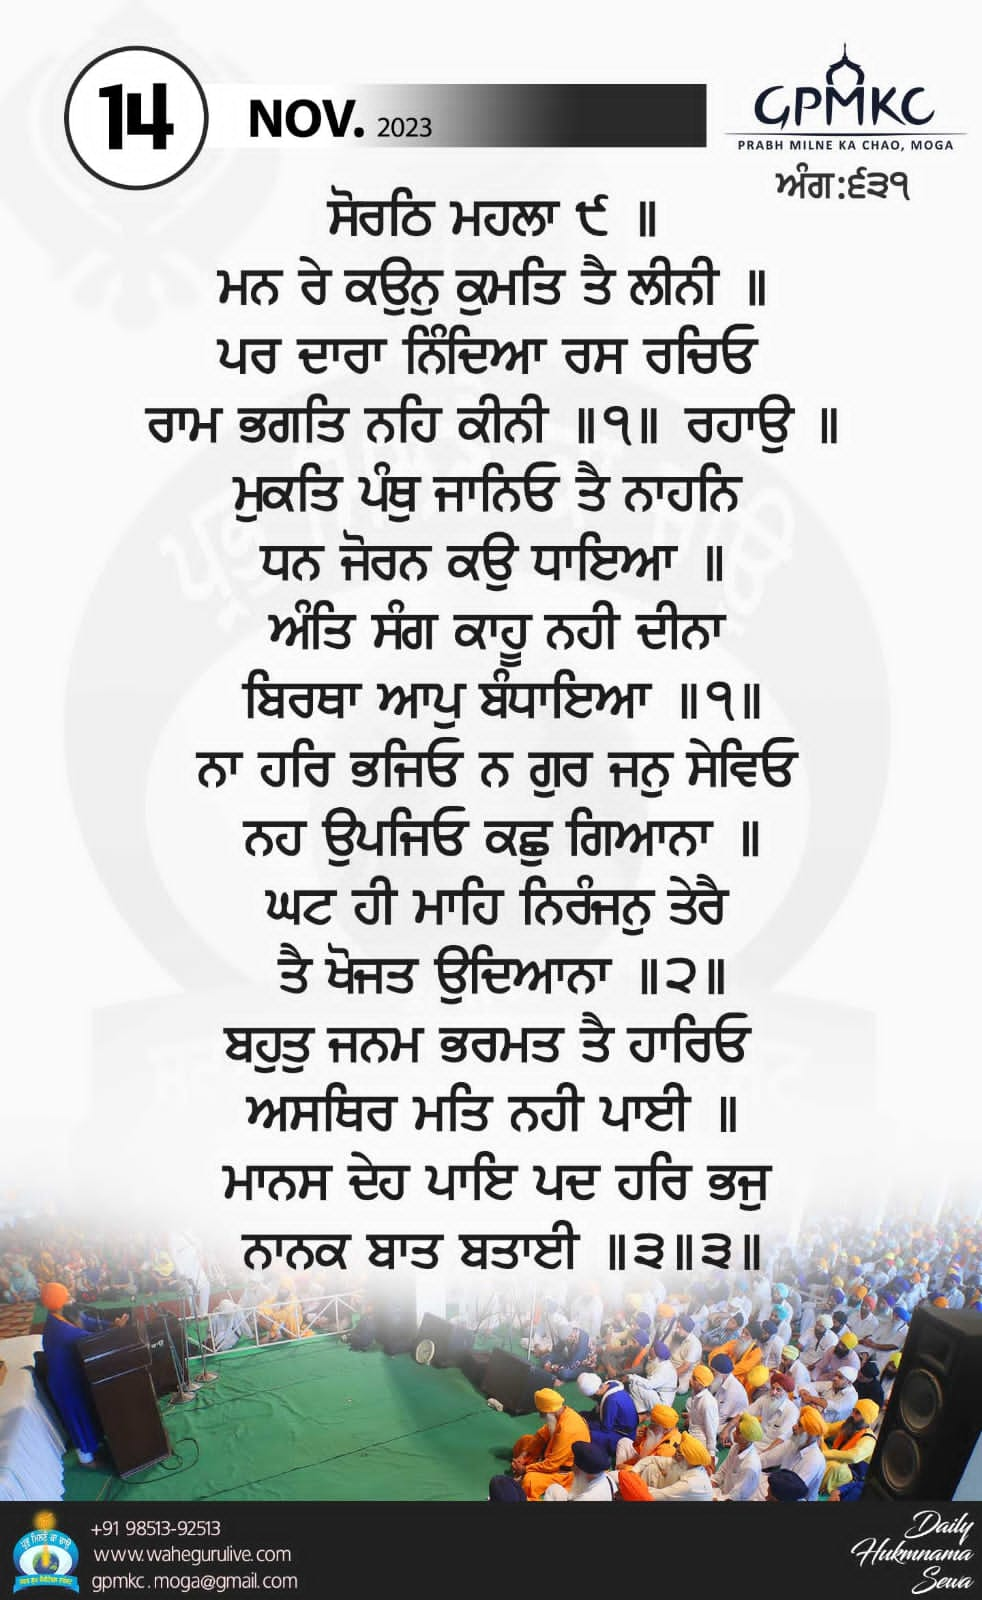 14
NOV. 2023
GPMKC
PRABH MILNE KA CHAO, MOGA
ਅੰਗ:੬੩੧
ਸੋਰਠਿ ਮਹਲਾ ੯ ॥
ਮਨ ਰੇ ਕਉਨੁ ਕੁਮਤਿ ਤੈ ਲੀਨੀ ॥
ਪਰ ਦਾਰਾ ਨਿੰਦਿਆ ਰਸ ਰਚਿਓ
ਰਾਮ ਭਗਤਿ ਨਹਿ ਕੀਨੀ ॥੧॥ ਰਹਾਉ ॥
ਮੁਕਤਿ ਪੰਥੁ ਜਾਨਿਓ ਤੈ ਨਾਹਨਿ
ਧਨ ਜੋਰਨ ਕਉ ਧਾਇਆ ॥
ਅੰਤਿ ਸੰਗ ਕਾਹੂ ਨਹੀ ਦੀਨਾ
ਬਿਰਥਾ ਆਪੁ ਬੰਧਾਇਆ ॥੧॥
ਨਾ ਹਰਿ ਭਜਿਓ ਨ ਗੁਰ ਜਨੁ ਸੇਵਿਓ
ਨਹ ਉਪਜਿਓ ਕਛੁ ਗਿਆਨਾ ॥
ਘਟ ਹੀ ਮਾਹਿ ਨਿਰੰਜਨੁ ਤੇਰੈ
ਤੈ ਖੋਜਤ ਉਦਿਆਨਾ ॥੨॥
ਬਹੁਤੁ ਜਨਮ ਭਰਮਤ ਤੈ ਹਾਰਿਓ
ਅਸਥਿਰ ਮਤਿ ਨਹੀ ਪਾਈ ॥
ਮਾਨਸ ਦੇਹ ਪਾਇ ਪਦ ਹਰਿ ਭਜੁ
ਨਾਨਕ ਬਾਤ ਬਤਾਈ ॥੩॥੩॥
+91 98513-92513
www.wahegurulive.com
gpmkc.moga@gmail.com
Daily
Hukmnama
Sewa